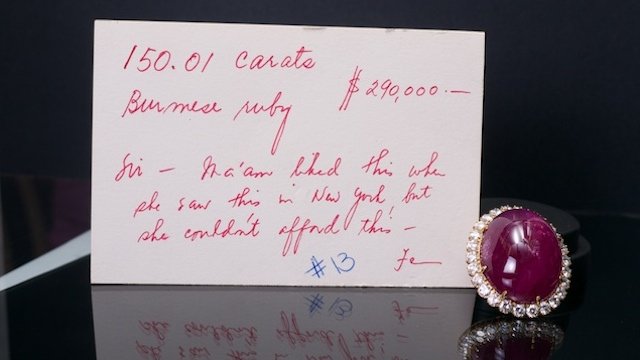 150.01 carats
$290,000.—
Burmese ruby
Sir — Ma'am liked this when
she saw this in New York, but
she couldn't afford this —
#13
Fe